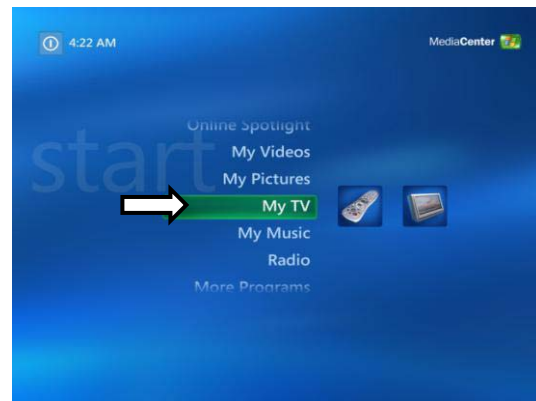 4:22 AM
MediaCenter
start
Online Spotlight
My Videos
My Pictures
My TV
My Music
Radio
More Programs